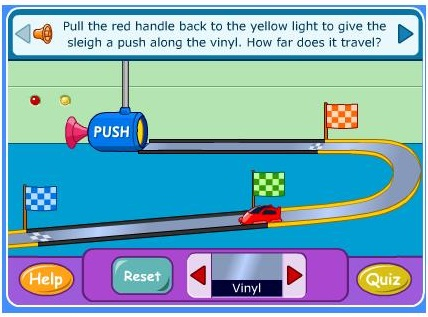 Pull the red handle back to the yellow light to give the
sleigh a push along the vinyl. How far does it travel?
PUSH
Help
Reset
Vinyl
Quiz